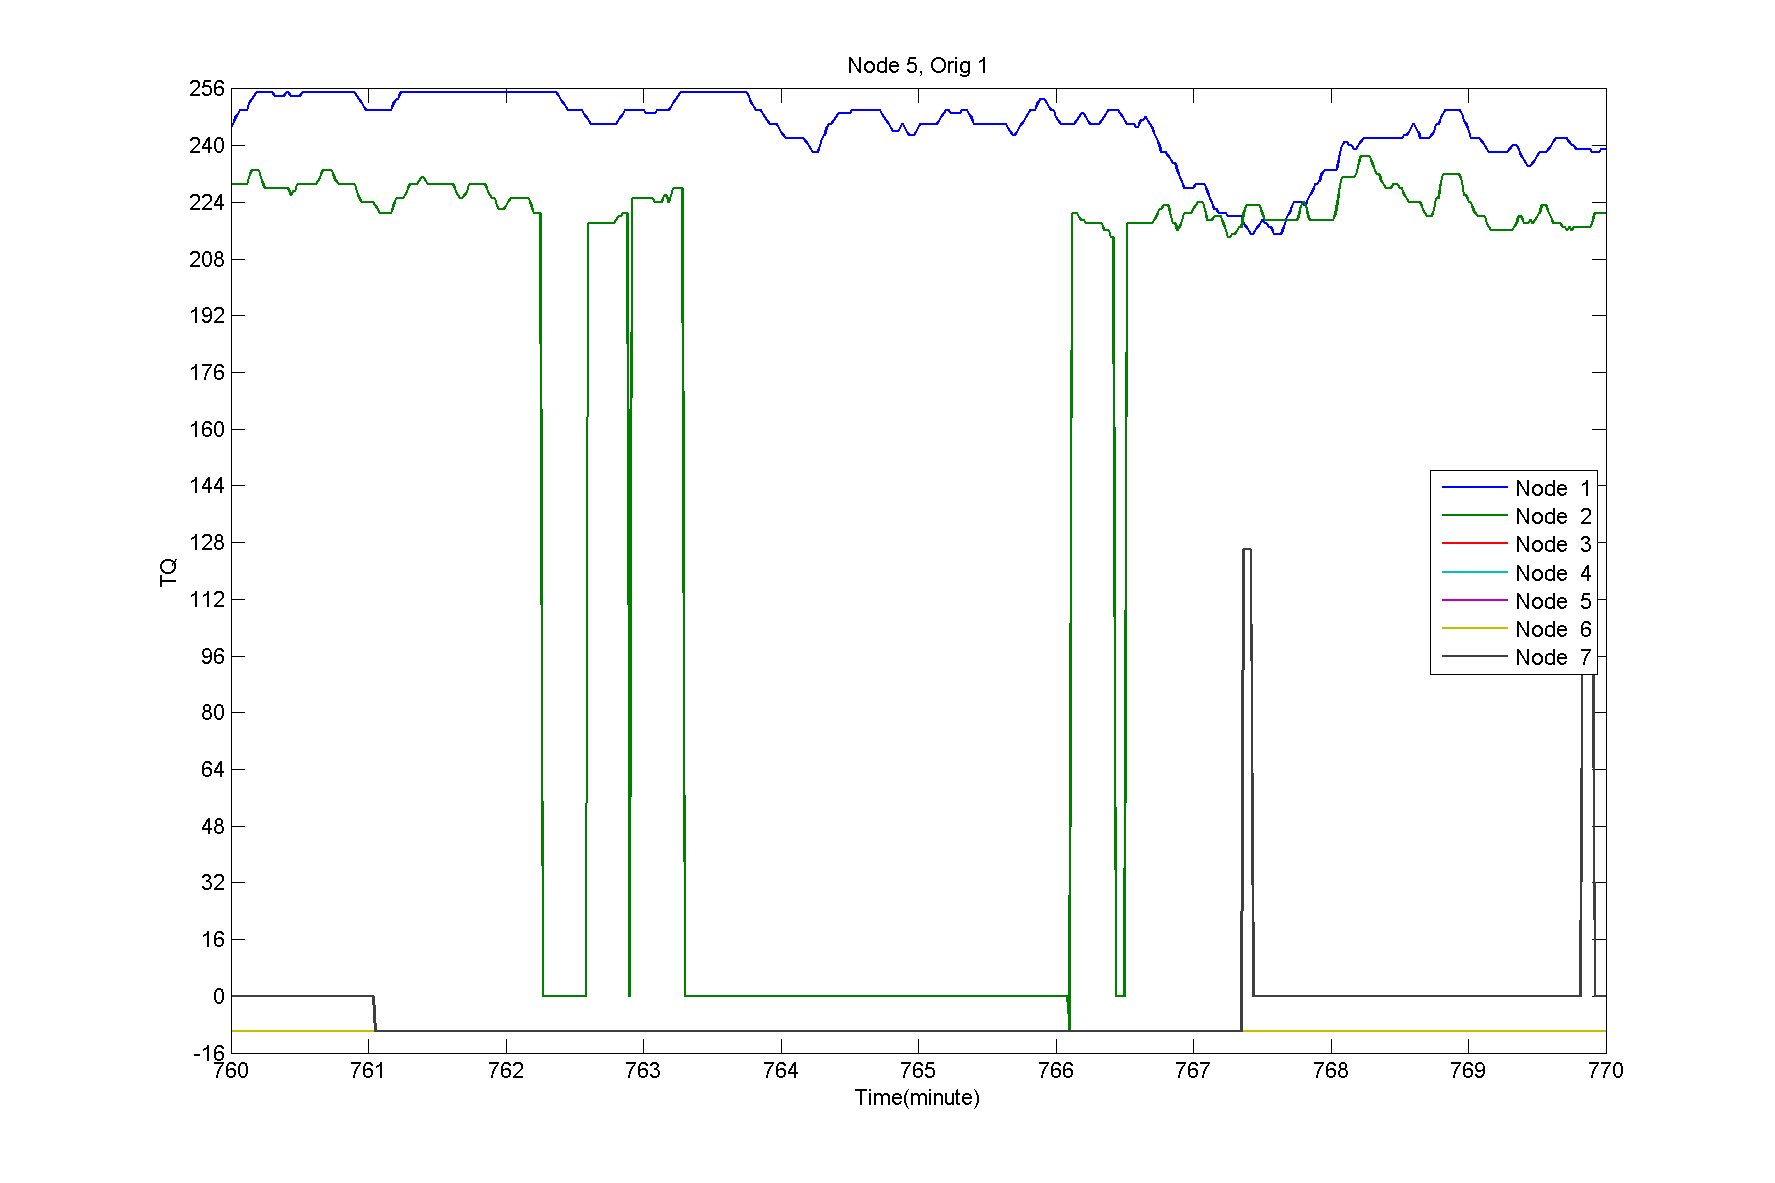 Node 5, Orig 1
256
240
224
208
192
176
160
144
128
112
96
80
64
48
32
16
0
-16
TQ
Node 1
Node 2
Node 3
Node 4
Node 5
Node 6
Node 7
760 761 762 763 764 765 766 767 768 769 770
Time(minute)